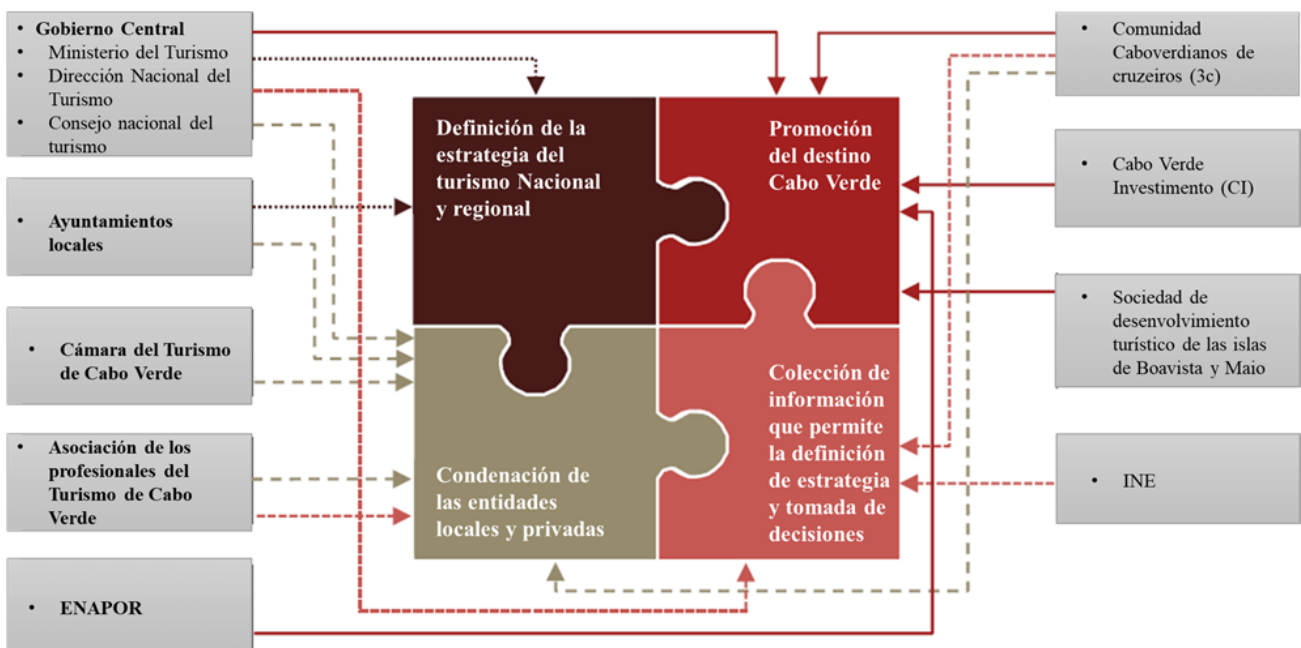 • Gobierno Central
• Ministerio del Turismo
• Dirección Nacional del
Turismo
• Consejo nacional del
turismo
• Ayuntamientos
locales
• Cámara del Turismo
de Cabo Verde
• Asociación de los
profesionales del
Turismo de Cabo
Verde
• ENAPOR
Definición de la
estrategia del
turismo Nacional
y regional
Promoción
del destino
Cabo Verde
Condenación de
las entidades
locales y privadas
Colección de
información
que permite
la definición
de estrategia
y tomada de
decisiones
• Comunidad
Caboverdianos de
cruzeiros (3c)
• Cabo Verde
Investimento (CI)
• Sociedad de
desenvolvimiento
turístico de las islas
de Boavista y Maio
• INE